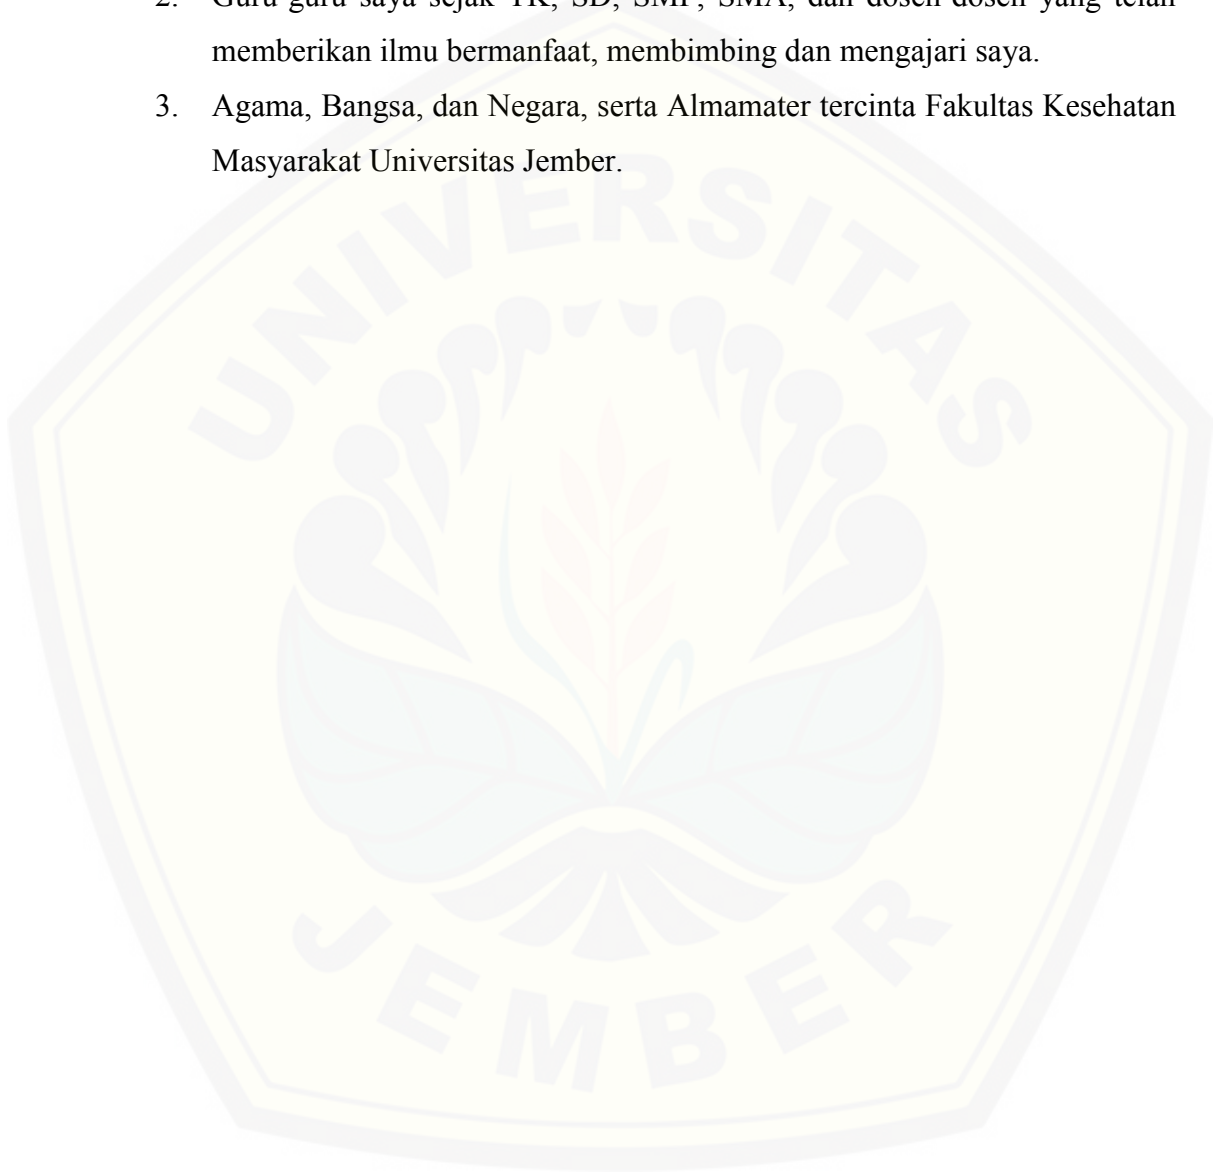 2. Guru-guru saya sejak TK, SD, SMP, SMA, dan dosen-dosen yang telah
memberikan ilmu bermanfaat, membimbing dan mengajari saya.
3. Agama, Bangsa, dan Negara, serta Almamater tercinta Fakultas Kesehatan
Masyarakat Universitas Jember.
UNIVERSITAS
JEMBER